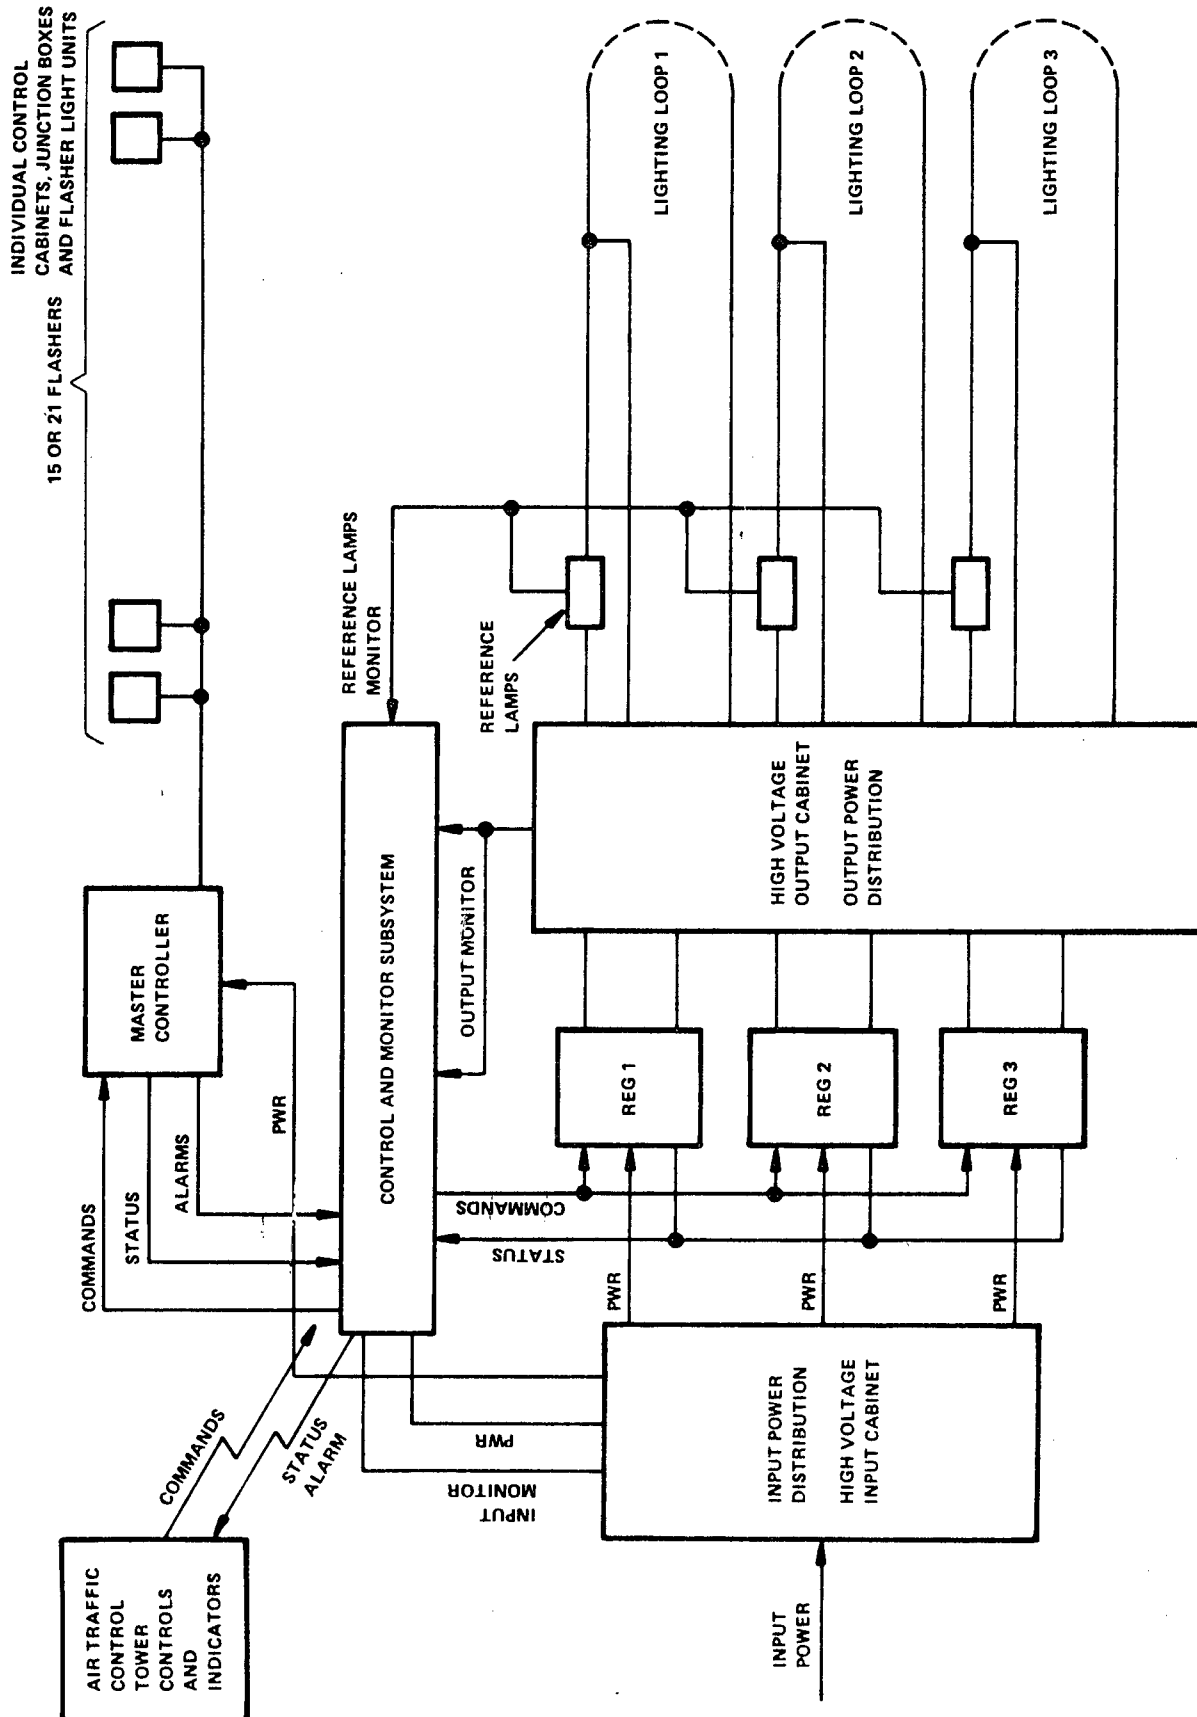 AIR TRAFFIC
CONTROL
TOWER
CONTROLS
AND
INDICATORS
COMMANDS
STATUS
ALARM
COMMANDS
STATUS
ALARMS
PWR
MASTER
CONTROLLER
15 OR 21 FLASHERS
INDIVIDUAL CONTROL
CABINETS, JUNCTION BOXES
AND FLASHER LIGHT UNITS
CONTROL AND MONITOR SUBSYSTEM
REFERENCE LAMPS
MONITOR
INPUT
MONITOR
PWR
STATUS
COMMANDS
OUTPUT MONITOR
REFERENCE
LAMPS
INPUT
POWER
INPUT POWER
DISTRIBUTION
HIGH VOLTAGE
INPUT CABINET
PWR
PWR
PWR
REG 1
REG 2
REG 3
HIGH VOLTAGE
OUTPUT CABINET
OUTPUT POWER
DISTRIBUTION
LIGHTING LOOP 1
LIGHTING LOOP 2
LIGHTING LOOP 3